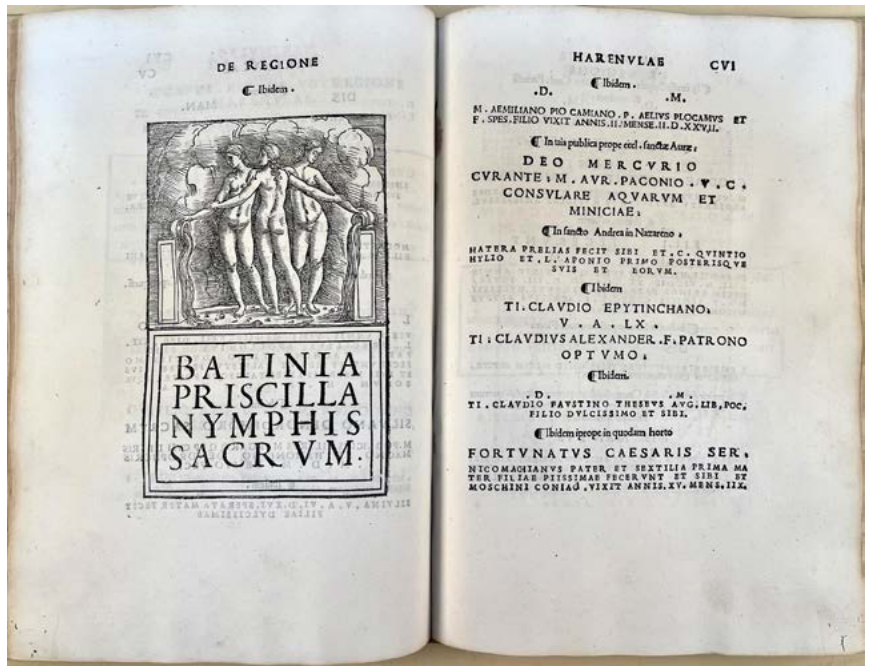 DE REGIONE
¶ Ibidem.
BATINIA
PRISCILLA
NYMPHIS
SACRVM.
HARENVLAE CVI
¶ Ibidem.
.D. .M.
M. AEMILIANO PIO CAMIANO. P. AELIVS PLOCAMVS ET
F. SPES. FILIO VIXIT ANNIS. II. MENSE. II. D. XXVII.
¶ In uia publica prope eccl. sanctæ Auræ.
DEO MERCVRIO
CVRANTE: M. AVR. PACONIO. V. C.
CONSVLARE AQVARVM ET
MINICIAE:
¶ In sancto Andrea in Nazareno.
HATERA PRELIAS FECIT SIBI ET. C. QVINTIO
HYLIO ET. L. APONIO PRIMO POSTERISQVE
SVIS ET EORVM.
¶ Ibidem
TI. CLAVDIO EPYTINCHANO.
V. A. LX.
TI: CLAVDIVS ALEXANDER. F. PATRONO
OPTVMO:
¶ Ibidem.
.D. .M.
TI. CLAVDIO FAVSTINO THESEVS AVG. LIB. POC.
FILIO DVLCISSIMO ET SIBI.
¶ Ibidem iprope in quodam horto
FORTVNATVS CAESARIS SER.
NICOMACHIANVS PATER ET SEXTILIA PRIMA MA
TER FILIAE PIISSIMAE FECERVNT ET SIBI ET
MOSCHINI CONIAO. VIXIT ANNIS. XV. MENS. IIX.